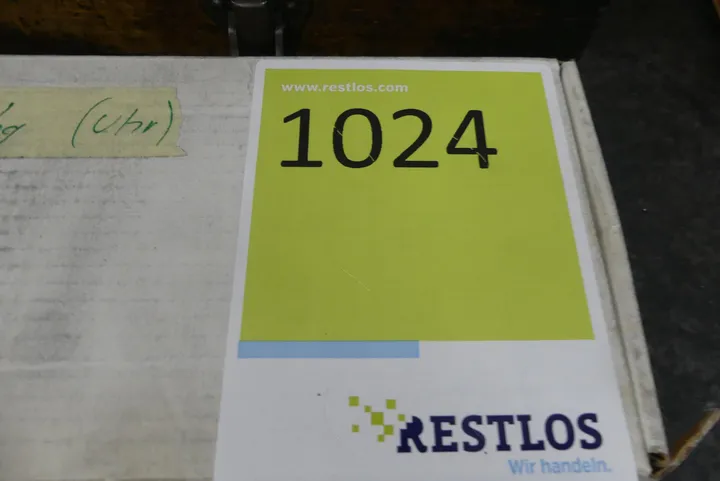 www.restlos.com
1024
(Uhr)
RESTLOS
Wir handeln.